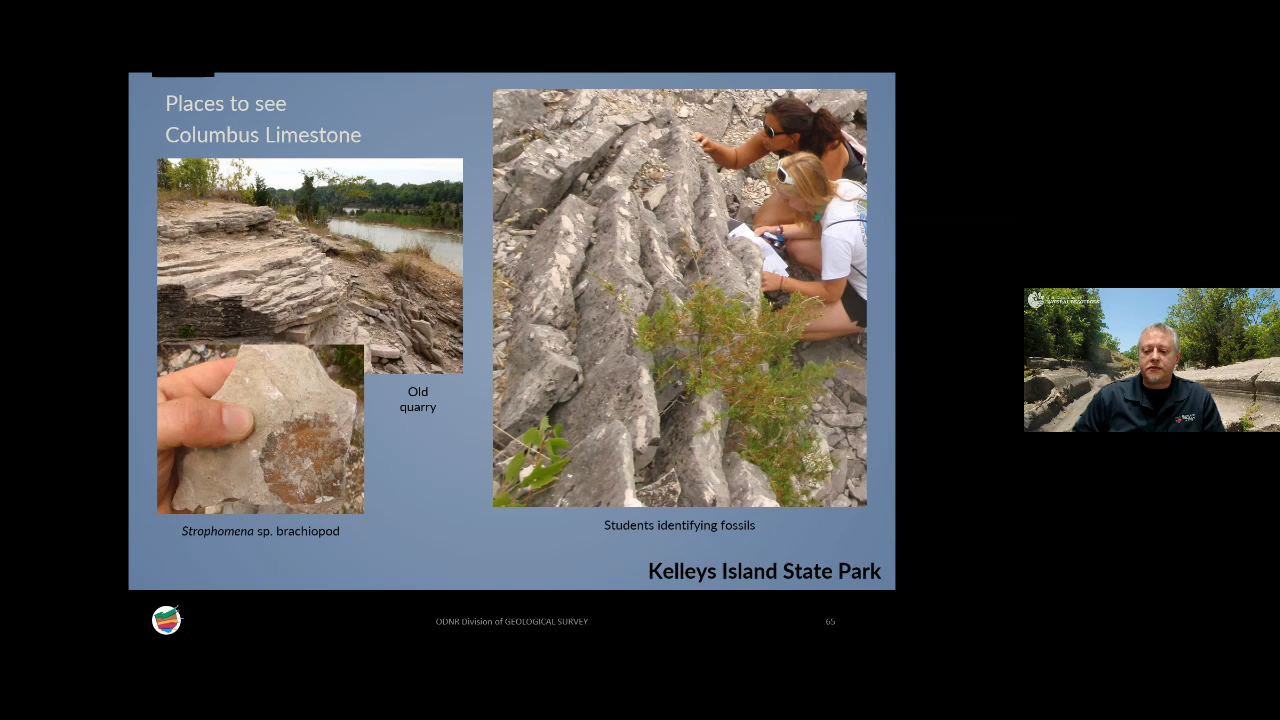 Places to see
Columbus Limestone
Old
quarry
Strophomena sp. brachiopod
Students identifying fossils
Kelleys Island State Park
ODNR Division of GEOLOGICAL SURVEY
65